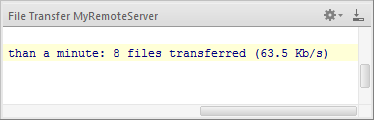 File Transfer MyRemoteServer
than a minute: 8 files transferred (63.5 Kb/s)